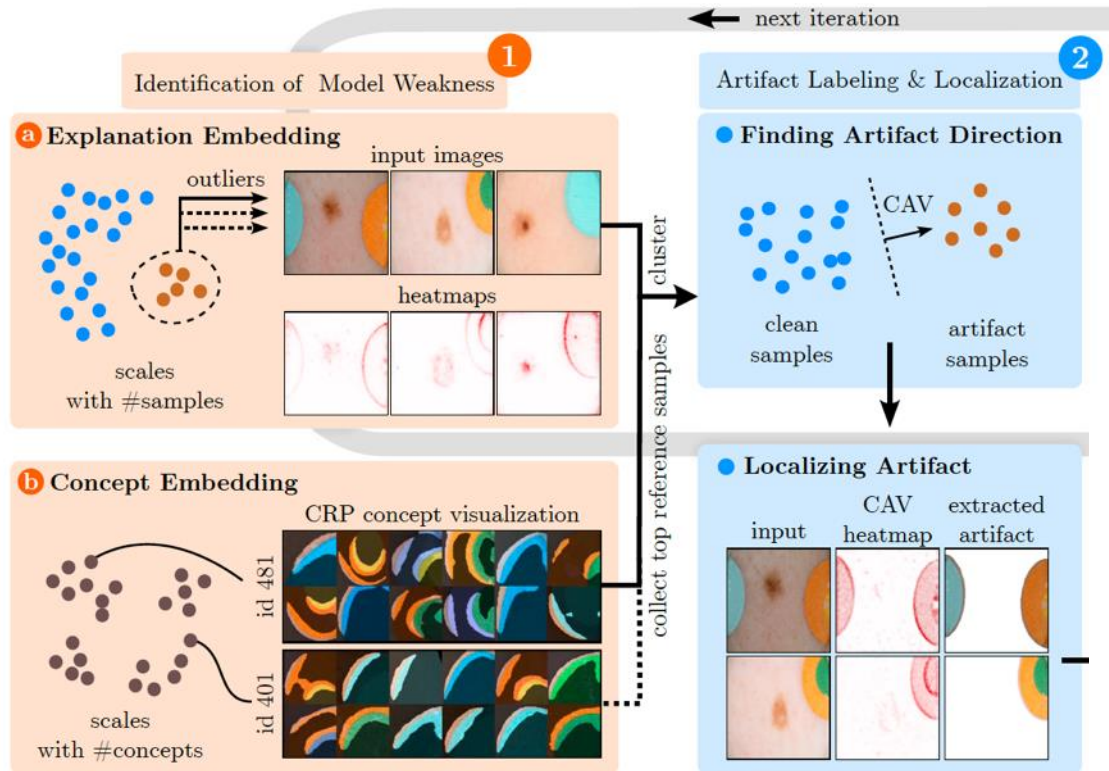 next iteration
1
Identification of Model Weakness
2
Artifact Labeling & Localization
a Explanation Embedding
outliers
input images
heatmaps
scales
with #samples
b Concept Embedding
CRP concept visualization
id 481
id 401
scales
with #concepts
cluster
collect top reference samples
Finding Artifact Direction
CAV
clean
samples
artifact
samples
Localizing Artifact
input
CAV
heatmap
extracted
artifact